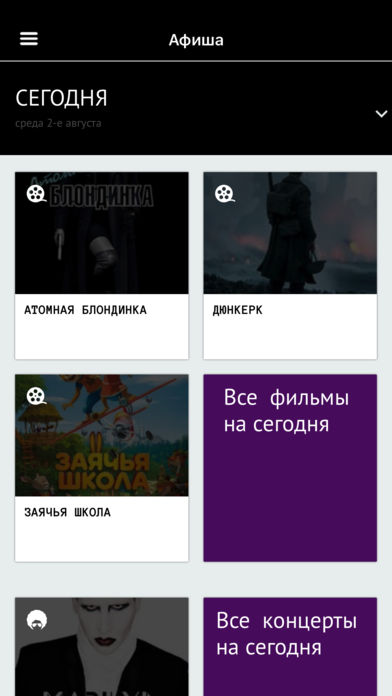 Афиша
СЕГОДНЯ
среда 2-е августа
Атомная
БЛОНДИНКА
АТОМНАЯ БЛОНДИНКА
ДЮНКЕРК
ЗАЯЧЬЯ
ШКОЛА
ЗАЯЧЬЯ ШКОЛА
Все фильмы
на сегодня
Все концерты
на сегодня